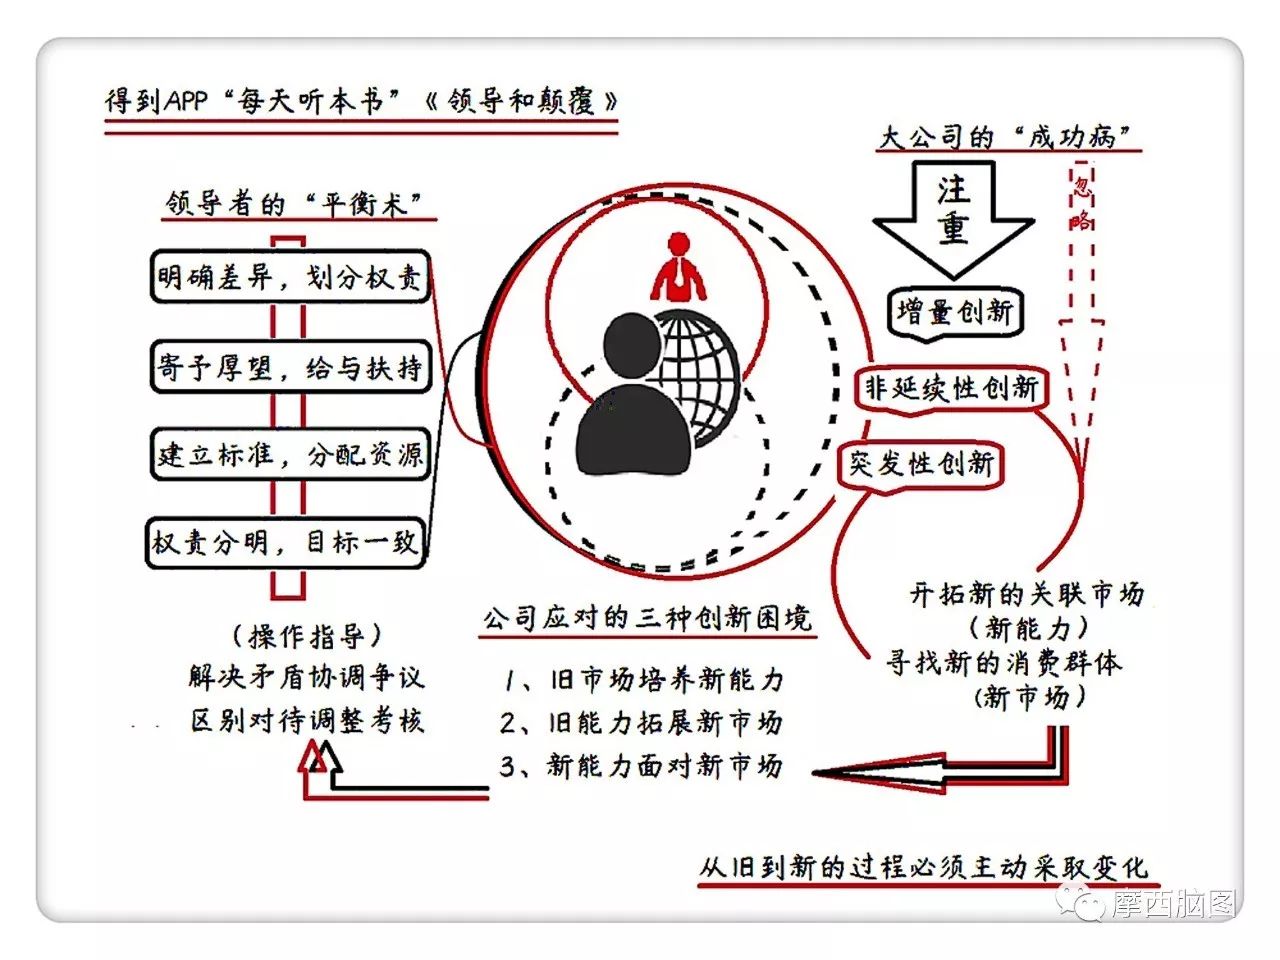 得到APP“每天听本书”《领导和颠覆》
大公司的“成功病”
注重
忽略
增量创新
非延续性创新
突发性创新
开拓新的关联市场
（新能力）
寻找新的消费群体
(新市场)
领导者的“平衡术”
明确差异，划分权责
寄予厚望，给与扶持
建立标准，分配资源
权责分明，目标一致
（操作指导）
解决矛盾协调争议
区别对待调整考核
公司应对的三种创新困境
1、旧市场培养新能力
2、旧能力拓展新市场
3、新能力面对新市场
从旧到新的过程必须主动采取变化
摩西脑图